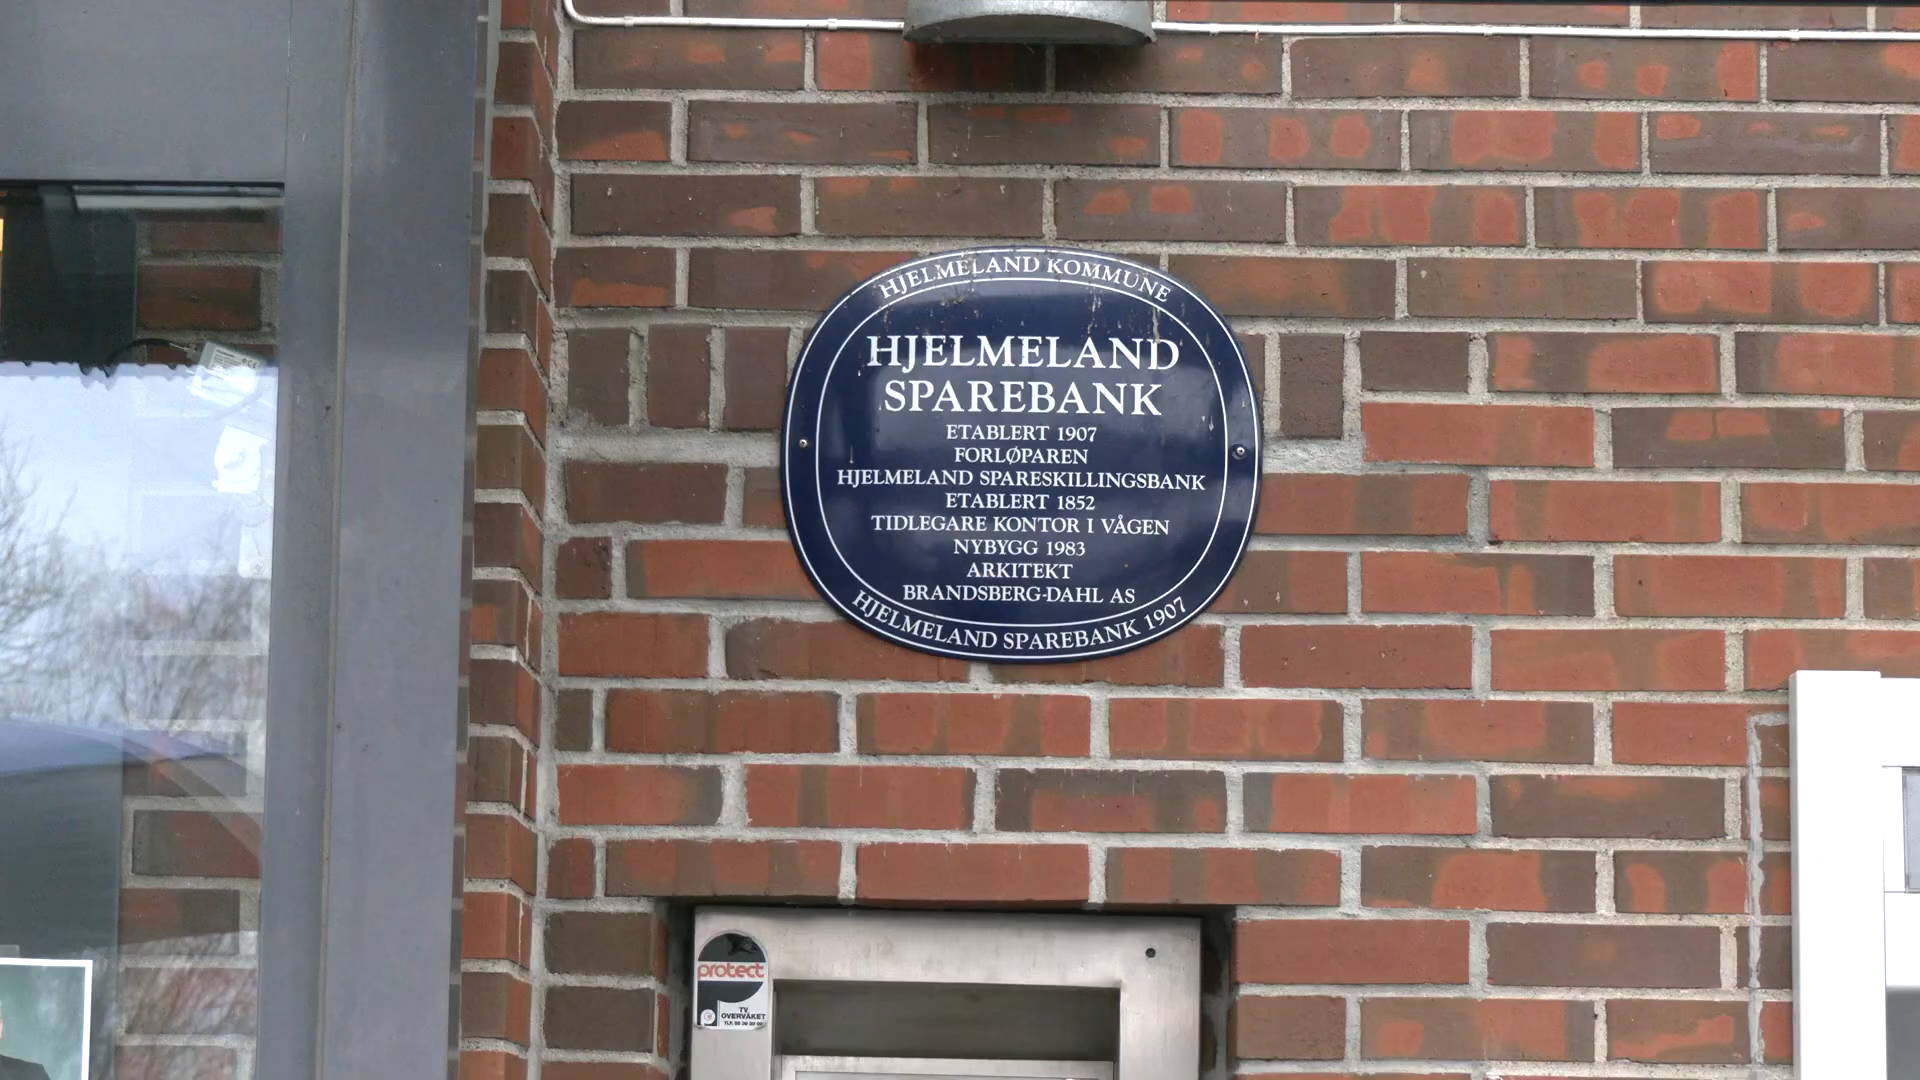 HJELMELAND KOMMUNE
HJELMELAND
SPAREBANK
ETABLERT 1907
FORLØPAREN
HJELMELAND SPARESKILLINGSBANK
ETABLERT 1852
TIDLEGARE KONTOR I VÅGEN
NYBYGG 1983
ARKITEKT
BRANDSBERG-DAHL AS
HJELMELAND SPAREBANK 1907
protect
TV
OVERVÅKET